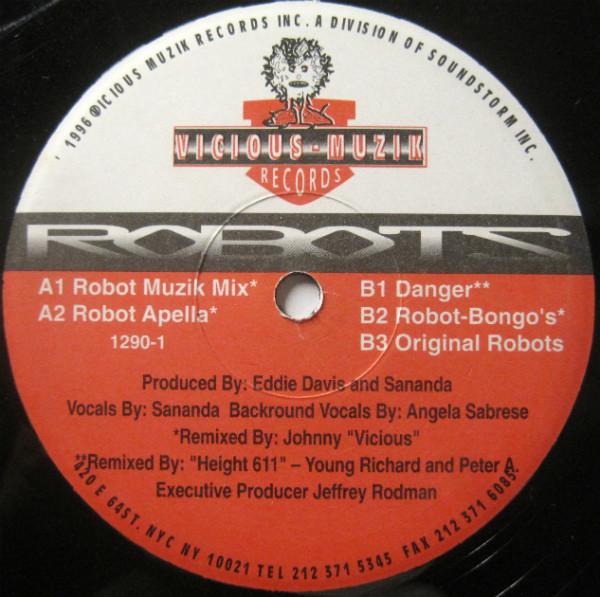 ' 1996 ℗ICIOUS MUZIK RECORDS INC. A DIVISION OF SOUNDSTORM INC.
VICIOUS-MUZIK
RECORDS
ROBOTS
A1 Robot Muzik Mix*
A2 Robot Apella*
1290-1
B1 Danger**
B2 Robot-Bongo's*
B3 Original Robots
Produced By: Eddie Davis and Sananda
Vocals By: Sananda Backround Vocals By: Angela Sabrese
*Remixed By: Johnny "Vicious"
**Remixed By: "Height 611" – Young Richard and Peter A.
Executive Producer Jeffrey Rodman
420 E 64ST. NYC NY 10021 TEL 212 371 5345 FAX 212 371 6085.